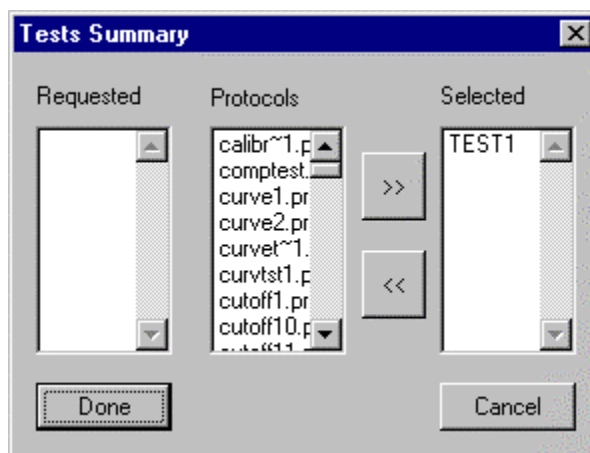 Tests Summary
Requested
Protocols
Selected
calibr~1.p
comptest.
curve1.pr
curve2.pr
curvet~1.
curvtst1.p
cutoff1.pr
cutoff10.p
cutoff11
TEST1
>>
<<
Done
Cancel